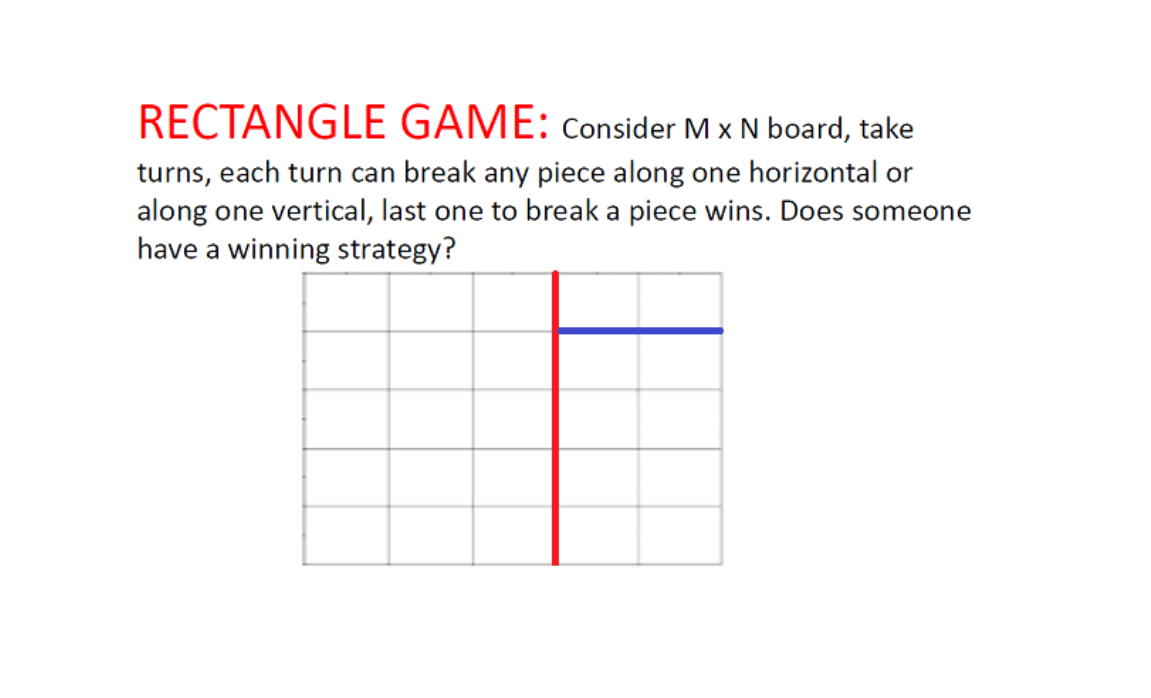 RECTANGLE GAME: Consider M x N board, take
turns, each turn can break any piece along one horizontal or
along one vertical, last one to break a piece wins. Does someone
have a winning strategy?